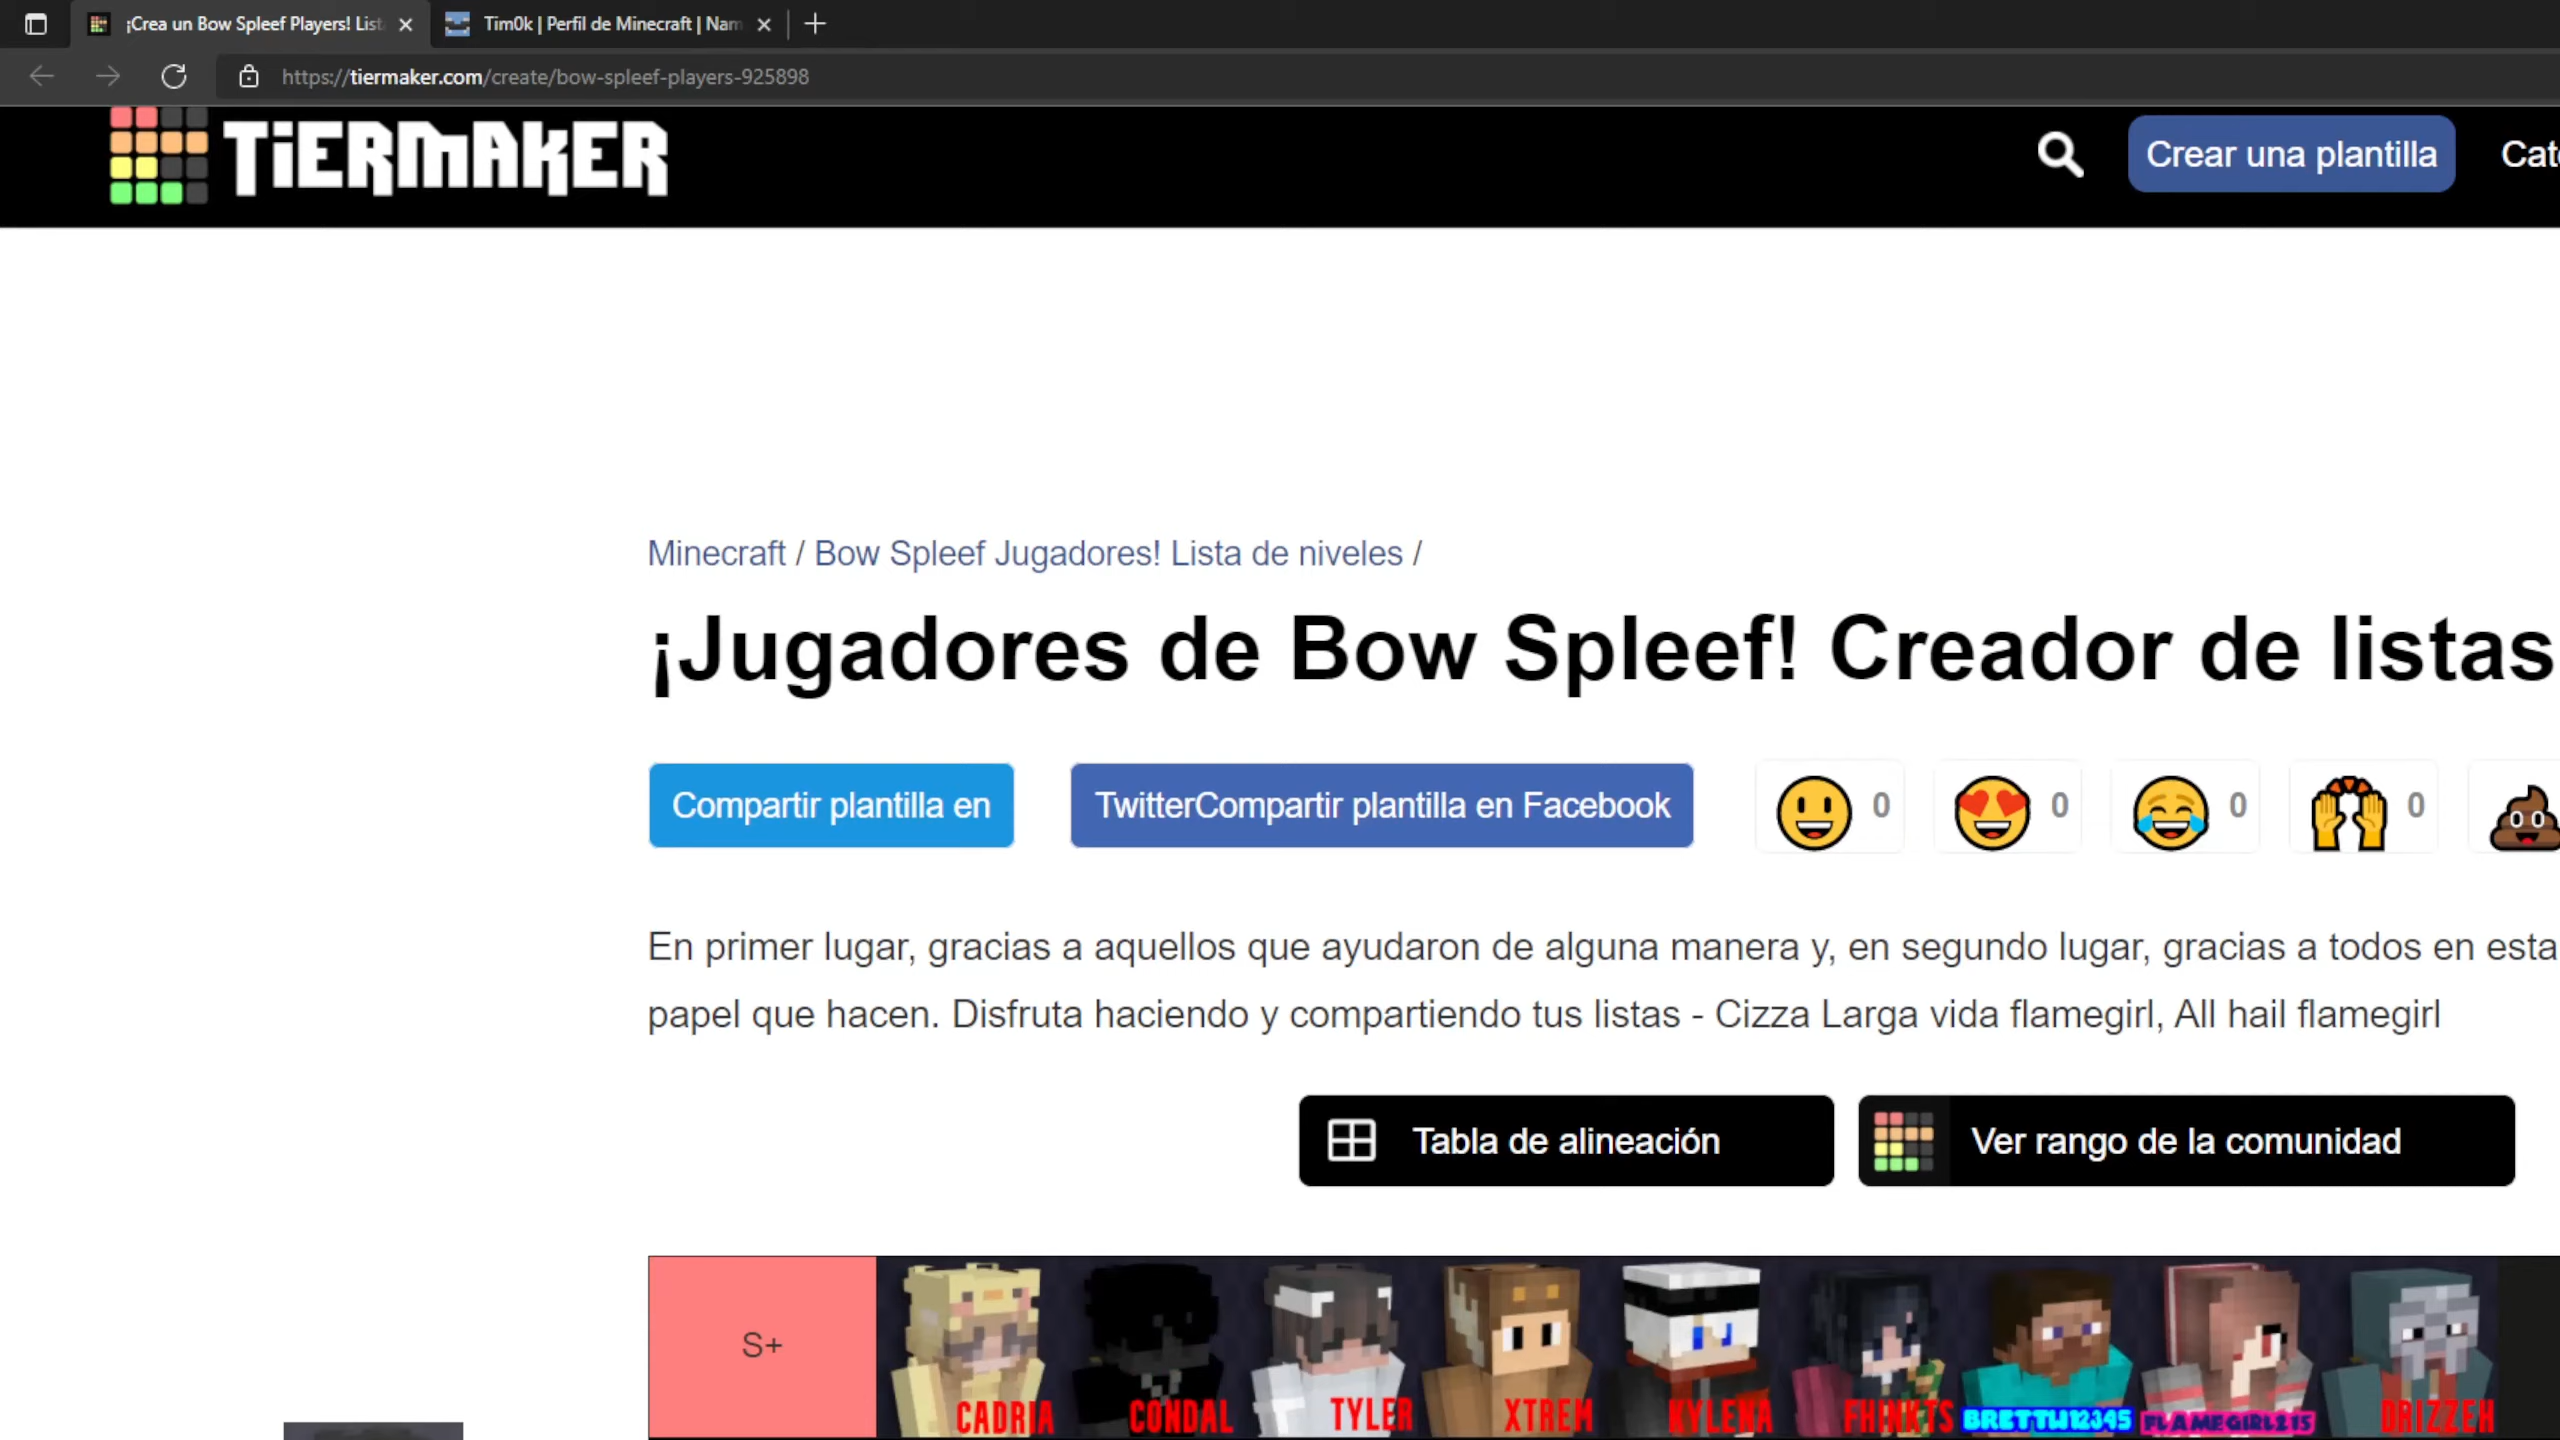 ¡Crea un Bow Spleef Players! List
Tim0k | Perfil de Minecraft | Nam
https://tiermaker.com/create/bow-spleef-players-925898
TiERMAKER
Crear una plantilla
Cat
Minecraft / Bow Spleef Jugadores! Lista de niveles /
¡Jugadores de Bow Spleef! Creador de listas
Compartir plantilla en
TwitterCompartir plantilla en Facebook
0
0
0
0
En primer lugar, gracias a aquellos que ayudaron de alguna manera y, en segundo lugar, gracias a todos en esta
papel que hacen. Disfruta haciendo y compartiendo tus listas - Cizza Larga vida flamegirl, All hail flamegirl
Tabla de alineación
Ver rango de la comunidad
S+
CADRIA
CONDAL
TYLER
XTREM
KYLENA
FHINKTS
BRETTW12345
FLAMEGIRL215
DRIZZEH